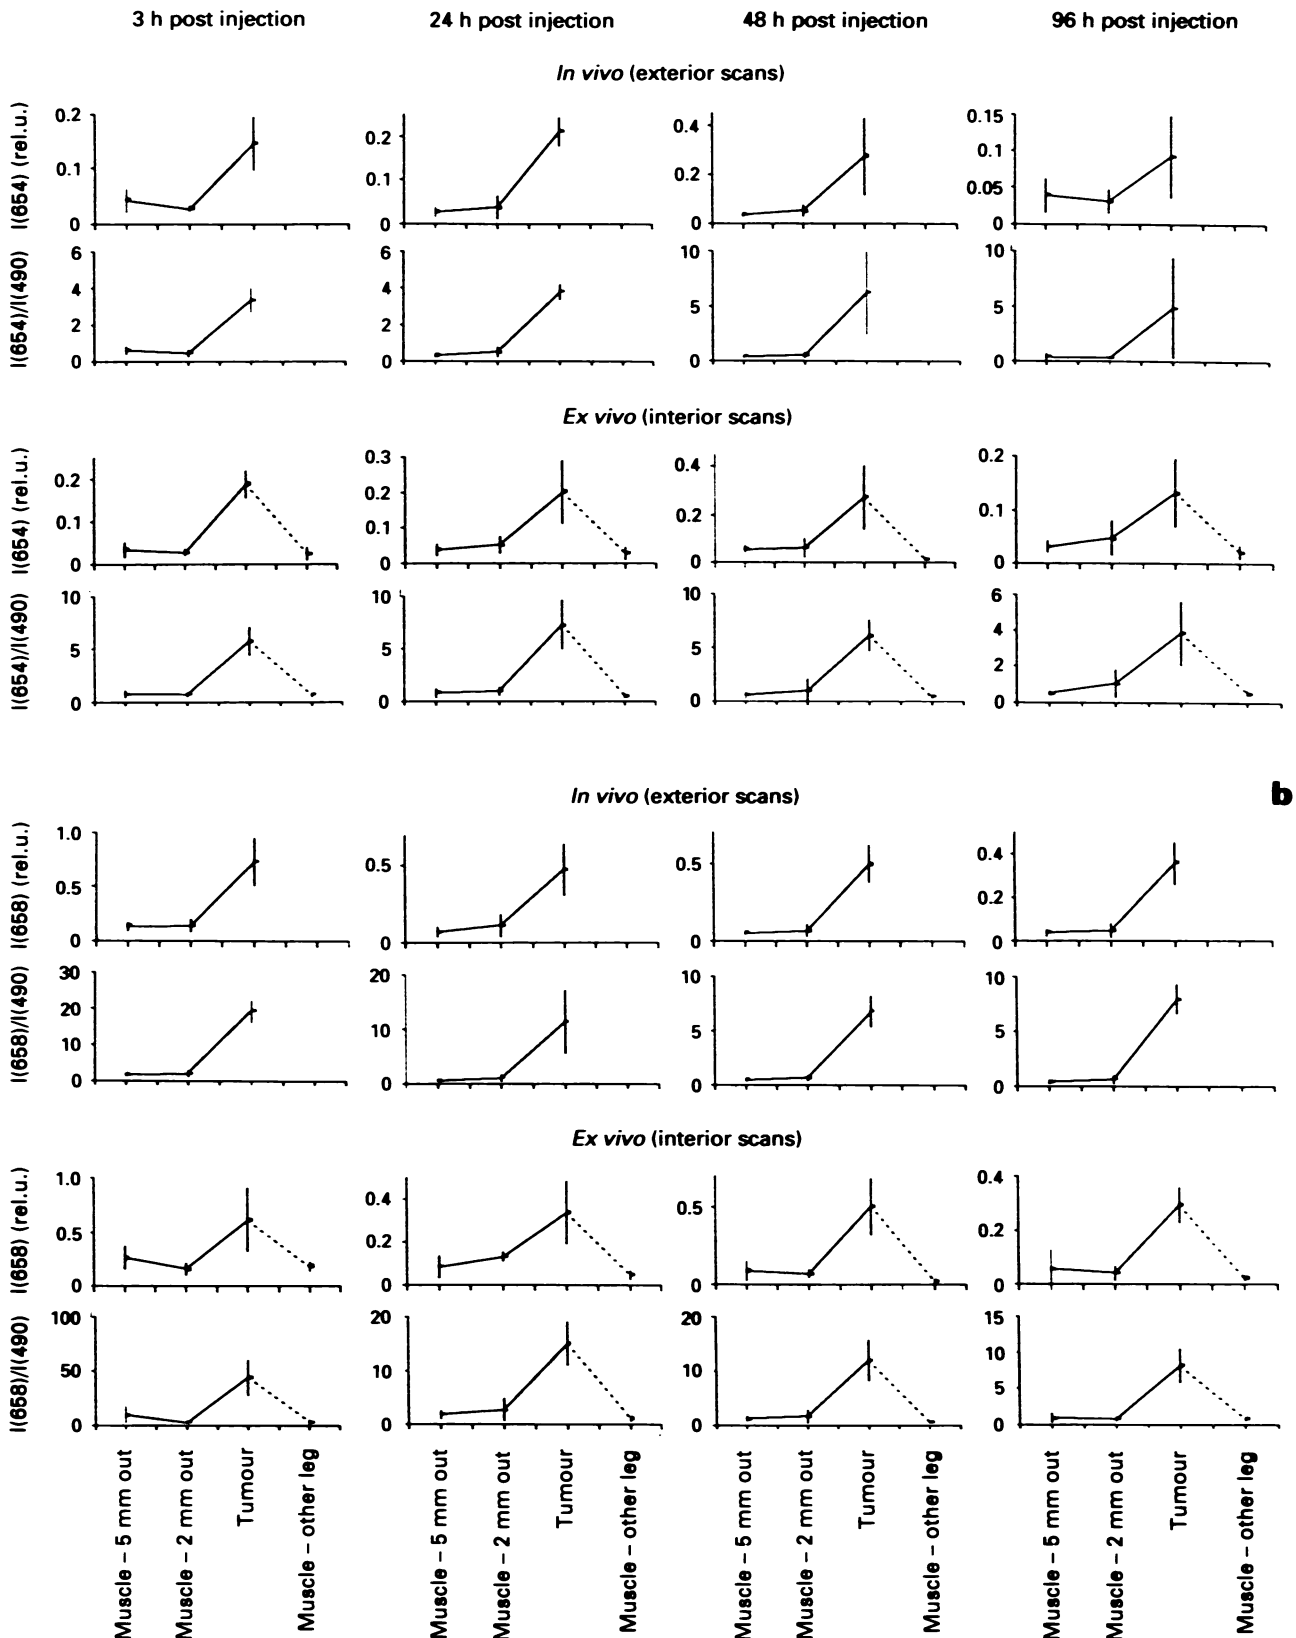 3 h post injection 24 h post injection 48 h post injection 96 h post injection
In vivo (exterior scans)
I(654) (rel.u.)
0.2 0.1 0
0.2 0.1 0
0.4 0.2 0
0.15 0.1 0.05 0
I(654)/I(490)
6 4 2 0
6 4 2 0
10 5 0
10 5 0
Ex vivo (interior scans)
I(654) (rel.u.)
0.2 0.1 0
0.3 0.2 0.1 0
0.4 0.2 0
0.2 0.1 0
I(654)/I(490)
10 5 0
10 5 0
10 5 0
6 4 2 0
b
In vivo (exterior scans)
I(658) (rel.u.)
1.0 0.5 0
0.5 0
0.5 0
0.4 0.2 0
I(658)/I(490)
30 20 10 0
20 10 0
10 5 0
10 5 0
Ex vivo (interior scans)
I(658) (rel.u.)
1.0 0.5 0
0.4 0.2 0
0.5 0
0.4 0.2 0
I(658)/I(490)
100 50 0
20 10 0
20 10 0
15 10 5 0
Muscle – 5 mm out
Muscle – 2 mm out
Tumour
Muscle – other leg
Muscle – 5 mm out
Muscle – 2 mm out
Tumour
Muscle – other leg
Muscle – 5 mm out
Muscle – 2 mm out
Tumour
Muscle – other leg
Muscle – 5 mm out
Muscle – 2 mm out
Tumour
Muscle – other leg